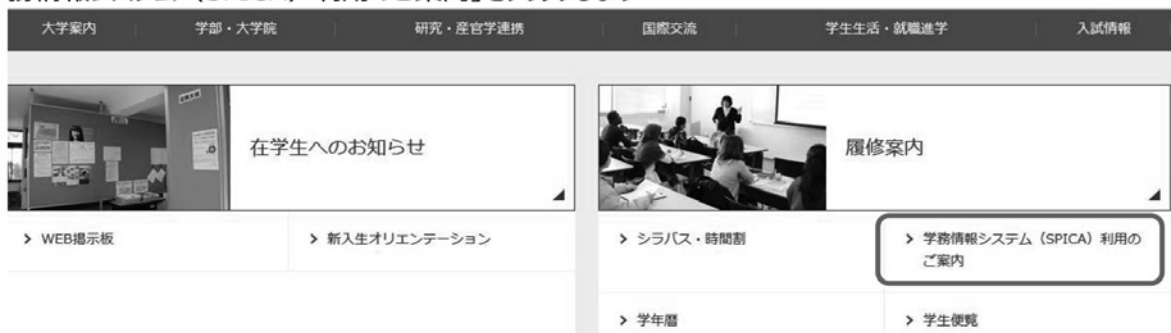 大学案内
学部・大学院
研究・産官学連携
国際交流
学生生活・就職進学
入試情報
在学生へのお知らせ
履修案内
> WEB掲示板
> 新入生オリエンテーション
> シラバス・時間割
> 学務情報システム（SPICA）利用の
ご案内
> 学年暦
> 学生便覧